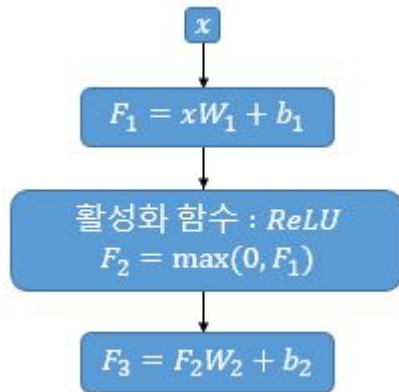 x
F₁ = xW₁ + b₁
활성화 함수 : ReLU
F₂ = max(0, F₁)
F₃ = F₂W₂ + b₂